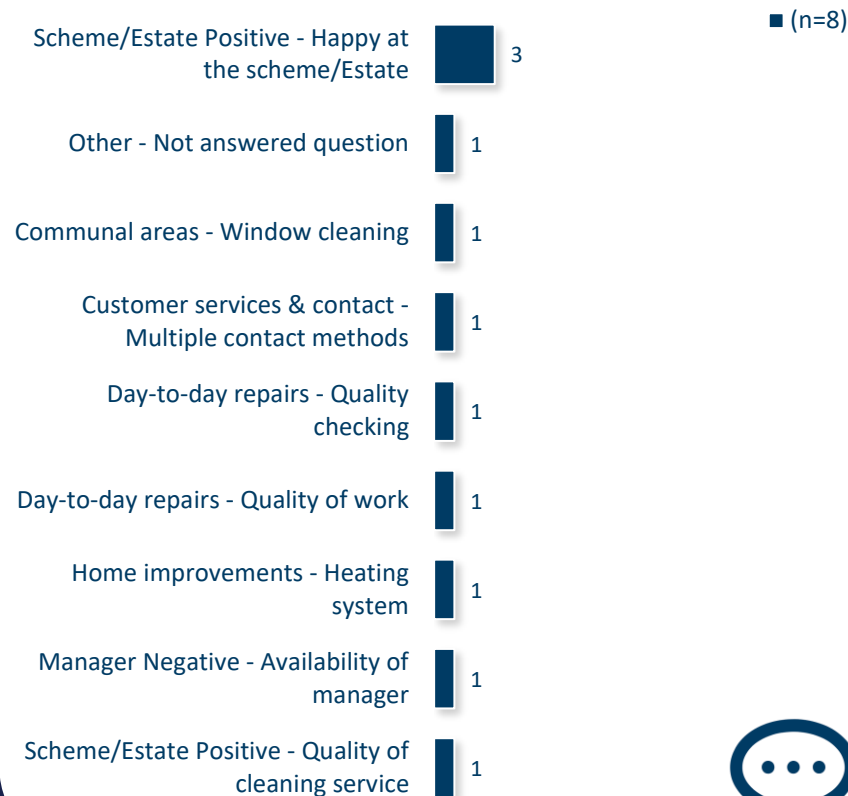 (n=8)
Scheme/Estate Positive - Happy at
the scheme/Estate
3
Other - Not answered question
1
Communal areas - Window cleaning
1
Customer services & contact -
Multiple contact methods
1
Day-to-day repairs - Quality
checking
1
Day-to-day repairs - Quality of work
1
Home improvements - Heating
system
1
Manager Negative - Availability of
manager
1
Scheme/Estate Positive - Quality of
cleaning service
1